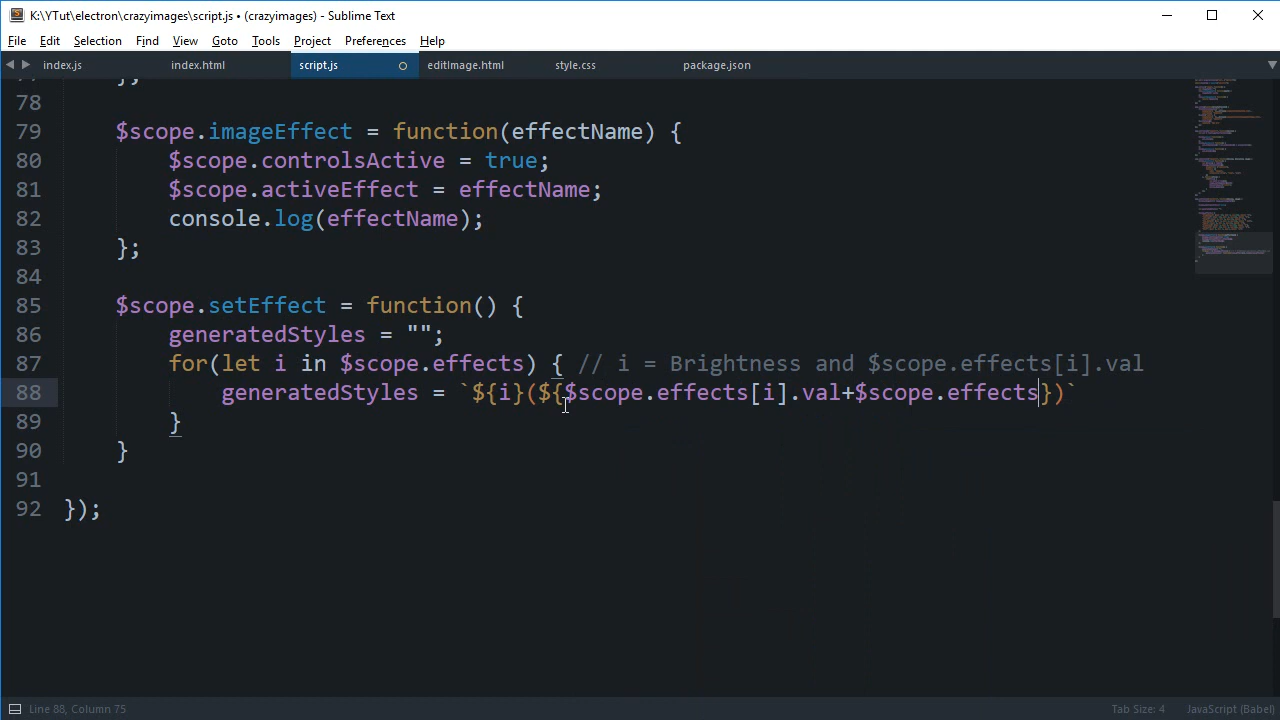 K:\YTut\electron\crazyimages\script.js • (crazyimages) - Sublime Text
File Edit Selection Find View Goto Tools Project Preferences Help
index.js index.html script.js editImage.html style.css package.json
77 };
78
79 $scope.imageEffect = function(effectName) {
80 $scope.controlsActive = true;
81 $scope.activeEffect = effectName;
82 console.log(effectName);
83 };
84
85 $scope.setEffect = function() {
86 generatedStyles = "";
87 for(let i in $scope.effects) { // i = Brightness and $scope.effects[i].val
88 generatedStyles = `${i}(${$scope.effects[i].val+$scope.effects})`
89 }
90 }
91
92 });
Line 88, Column 75 Tab Size: 4 JavaScript (Babel)